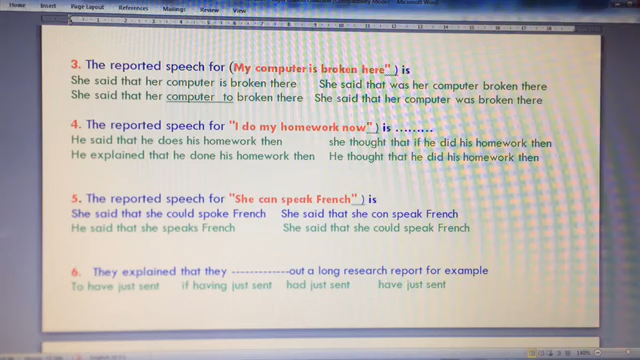 Home Insert Page Layout References Mailings Review View
3. The reported speech for (My computer is broken here" ) is
She said that her computer is broken there She said that was her computer broken there
She said that her computer to broken there She said that her computer was broken there
4. The reported speech for "I do my homework now" ) is .........
He said that he does his homework then she thought that if he did his homework then
He explained that he done his homework then He thought that he did his homework then
5. The reported speech for "She can speak French" ) is
She said that she could spoke French She said that she con speak French
He said that she speaks French She said that she could speak French
6. They explained that they -------------out a long research report for example
To have just sent if having just sent had just sent have just sent
140%